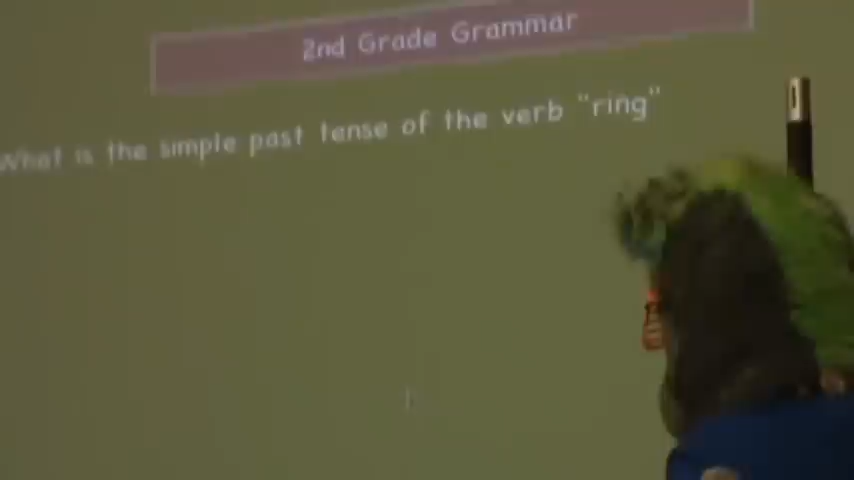 2nd Grade Grammar
What is the simple past tense of the verb "ring"